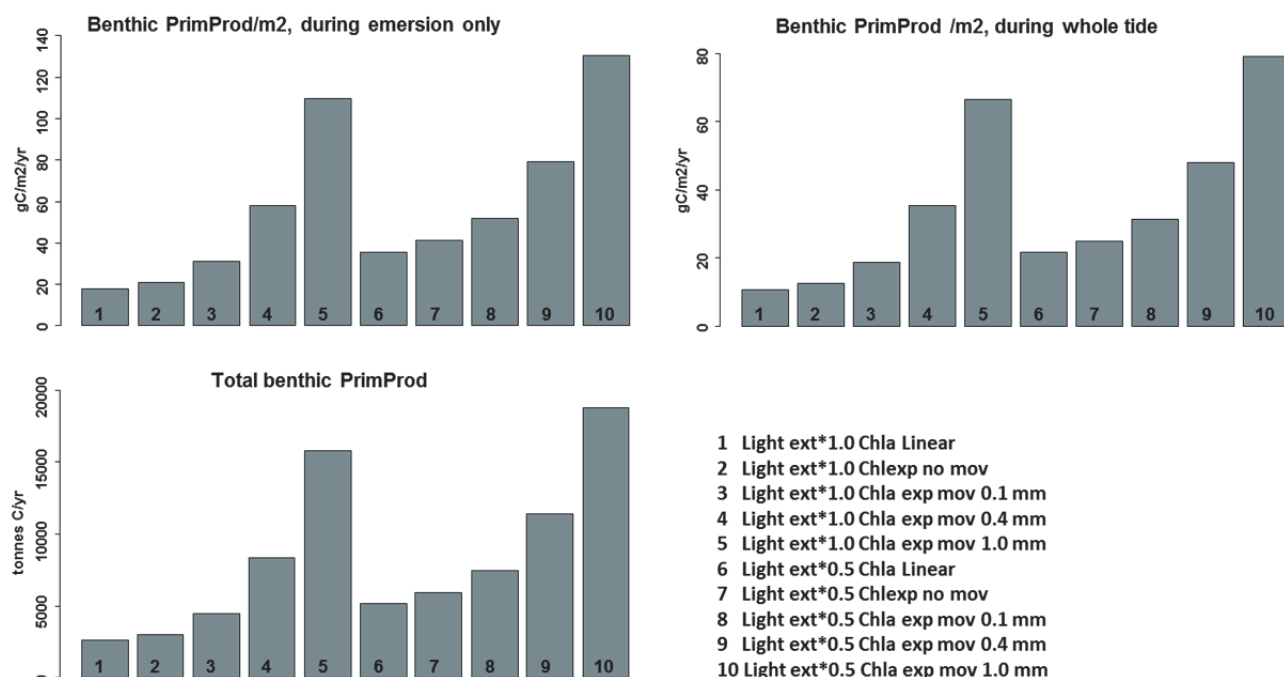 Benthic PrimProd/m2, during emersion only
gC/m2/yr
0 20 40 60 80 100 120 140
1 2 3 4 5 6 7 8 9 10
Benthic PrimProd /m2, during whole tide
gC/m2/yr
0 20 40 60 80
1 2 3 4 5 6 7 8 9 10
Total benthic PrimProd
tonnes C/yr
5000 10000 15000 20000
1 2 3 4 5 6 7 8 9 10
1 Light ext*1.0 Chla Linear
2 Light ext*1.0 Chlexp no mov
3 Light ext*1.0 Chla exp mov 0.1 mm
4 Light ext*1.0 Chla exp mov 0.4 mm
5 Light ext*1.0 Chla exp mov 1.0 mm
6 Light ext*0.5 Chla Linear
7 Light ext*0.5 Chlexp no mov
8 Light ext*0.5 Chla exp mov 0.1 mm
9 Light ext*0.5 Chla exp mov 0.4 mm
10 Light ext*0.5 Chla exp mov 1.0 mm